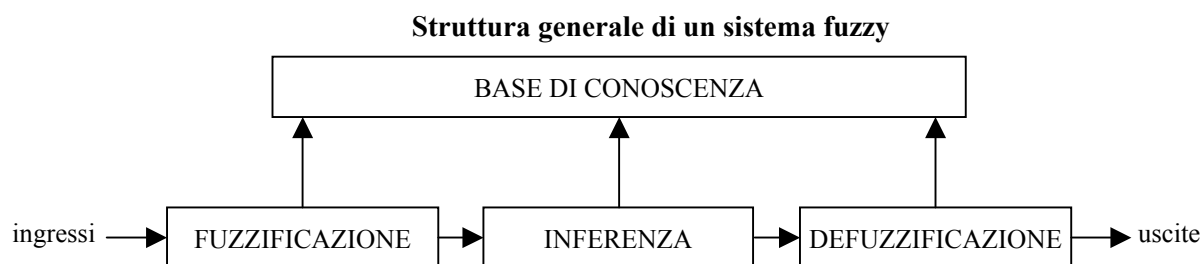 Struttura generale di un sistema fuzzy
BASE DI CONOSCENZA
ingressi
FUZZIFICAZIONE
INFERENZA
DEFUZZIFICAZIONE
uscite